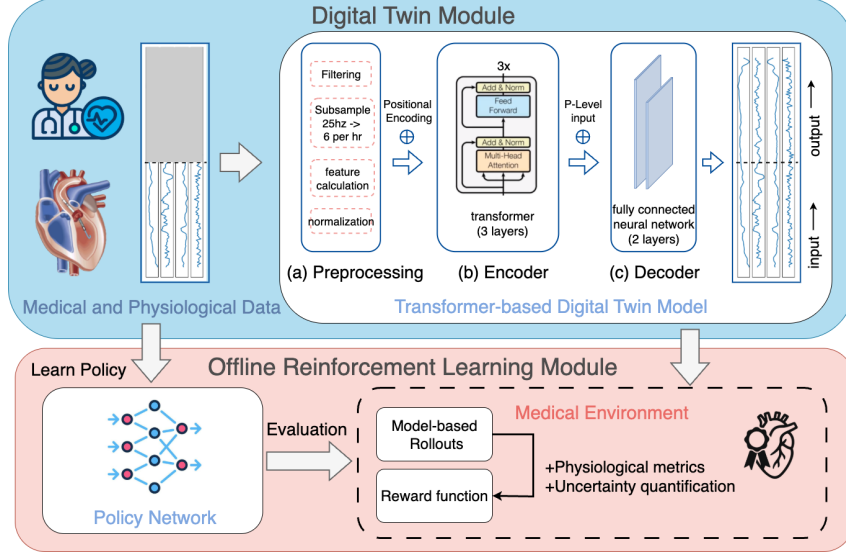 Digital Twin Module
Filtering
Subsample
25hz ->
6 per hr
feature
calculation
normalization
(a) Preprocessing
Positional
Encoding
3x
Add & Norm
Feed
Forward
Add & Norm
Multi-Head
Attention
transformer
(3 layers)
(b) Encoder
P-Level
input
fully connected
neural network
(2 layers)
(c) Decoder
output
input
Medical and Physiological Data
Transformer-based Digital Twin Model
Offline Reinforcement Learning Module
Learn Policy
Policy Network
Evaluation
Medical Environment
Model-based
Rollouts
Reward function
+Physiological metrics
+Uncertainty quantification